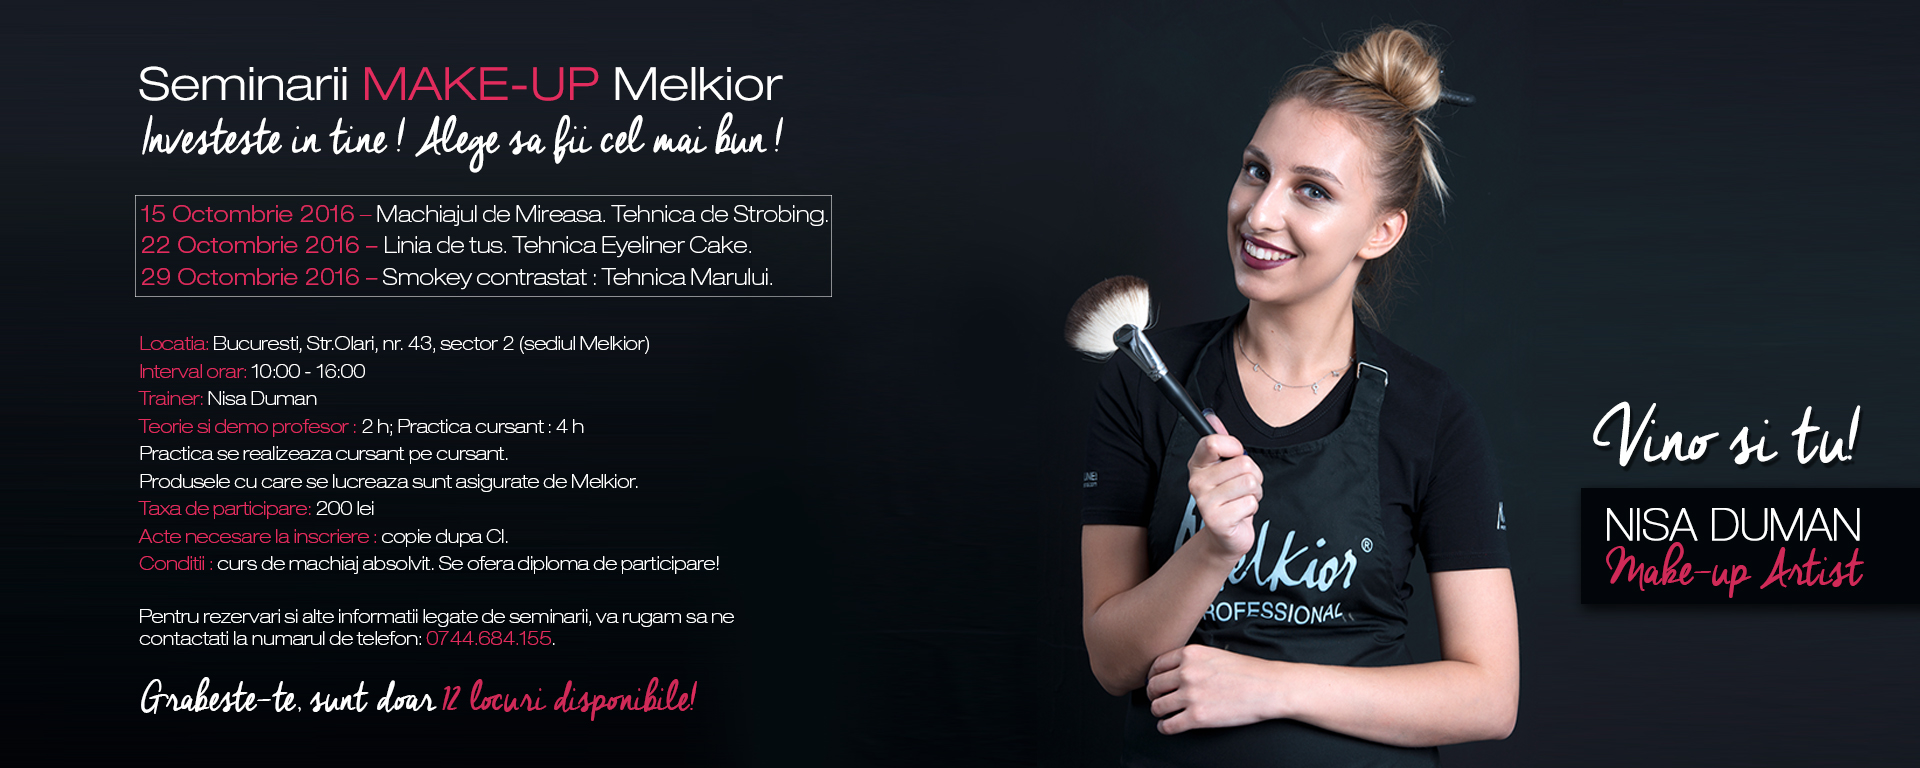 Seminarii MAKE-UP Melkior
Investeste in tine! Alege sa fii cel mai bun!
15 Octombrie 2016 – Machiajul de Mireasa. Tehnica de Strobing.
22 Octombrie 2016 – Linia de tus. Tehnica Eyeliner Cake.
29 Octombrie 2016 – Smokey contrastat : Tehnica Marului.
Locatia: Bucuresti, Str.Olari, nr. 43, sector 2 (sediul Melkior)
Interval orar: 10:00 - 16:00
Trainer: Nisa Duman
Teorie si demo profesor : 2 h; Practica cursant : 4 h
Practica se realizeaza cursant pe cursant.
Produsele cu care se lucreaza sunt asigurate de Melkior.
Taxa de participare: 200 lei
Acte necesare la inscriere : copie dupa CI.
Conditii : curs de machiaj absolvit. Se ofera diploma de participare!
Pentru rezervari si alte informatii legate de seminarii, va rugam sa ne
contactati la numarul de telefon: 0744.684.155.
Grabeste-te, sunt doar 12 locuri disponibile!
Melkior®
ROFESSIONAL
Vino si tu!
NISA DUMAN
Make-up Artist